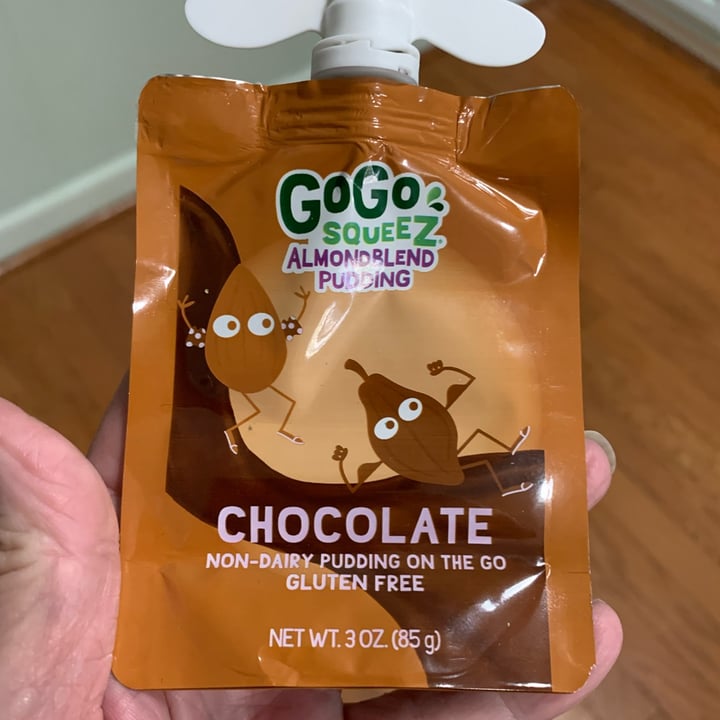 GOGO
SQUEEZ®
ALMONDBLEND
PUDDING
CHOCOLATE
NON-DAIRY PUDDING ON THE GO
GLUTEN FREE
NET WT. 3 OZ. (85 g)